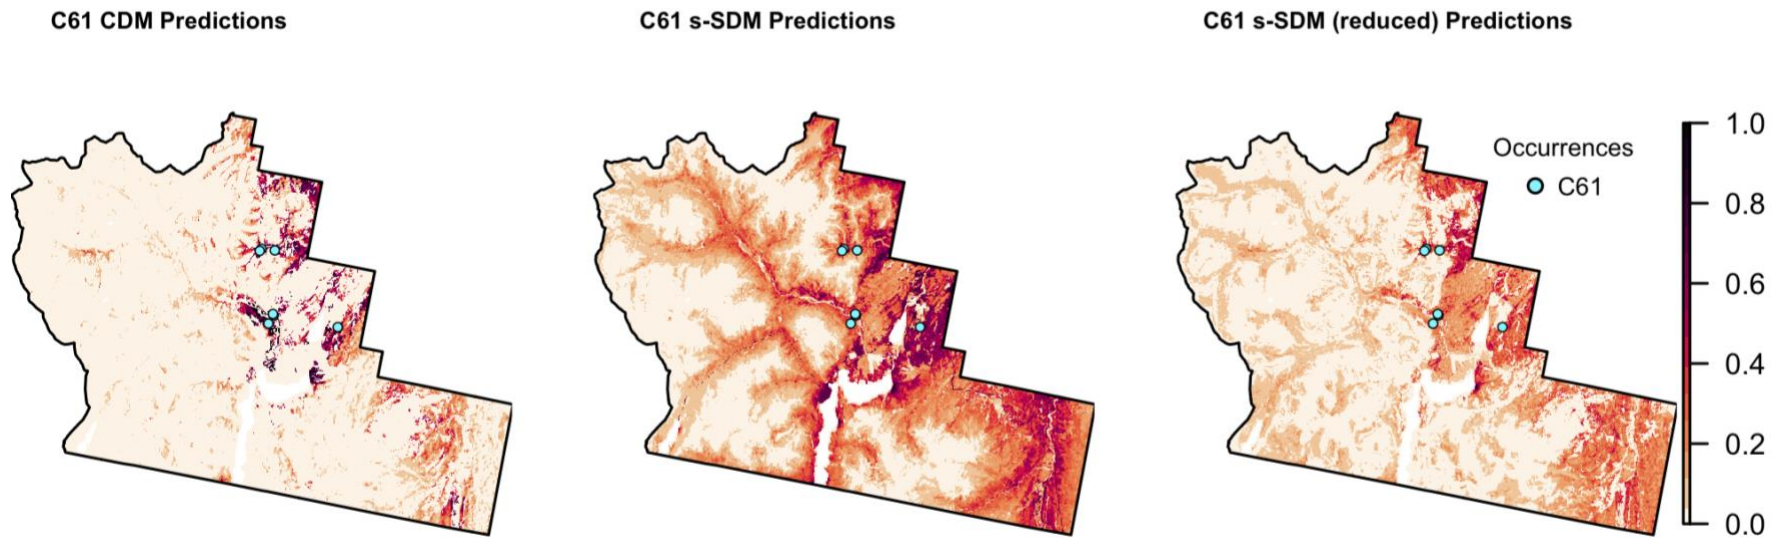 C61 CDM Predictions
C61 s-SDM Predictions
C61 s-SDM (reduced) Predictions
Occurrences
C61
1.0
0.8
0.6
0.4
0.2
0.0